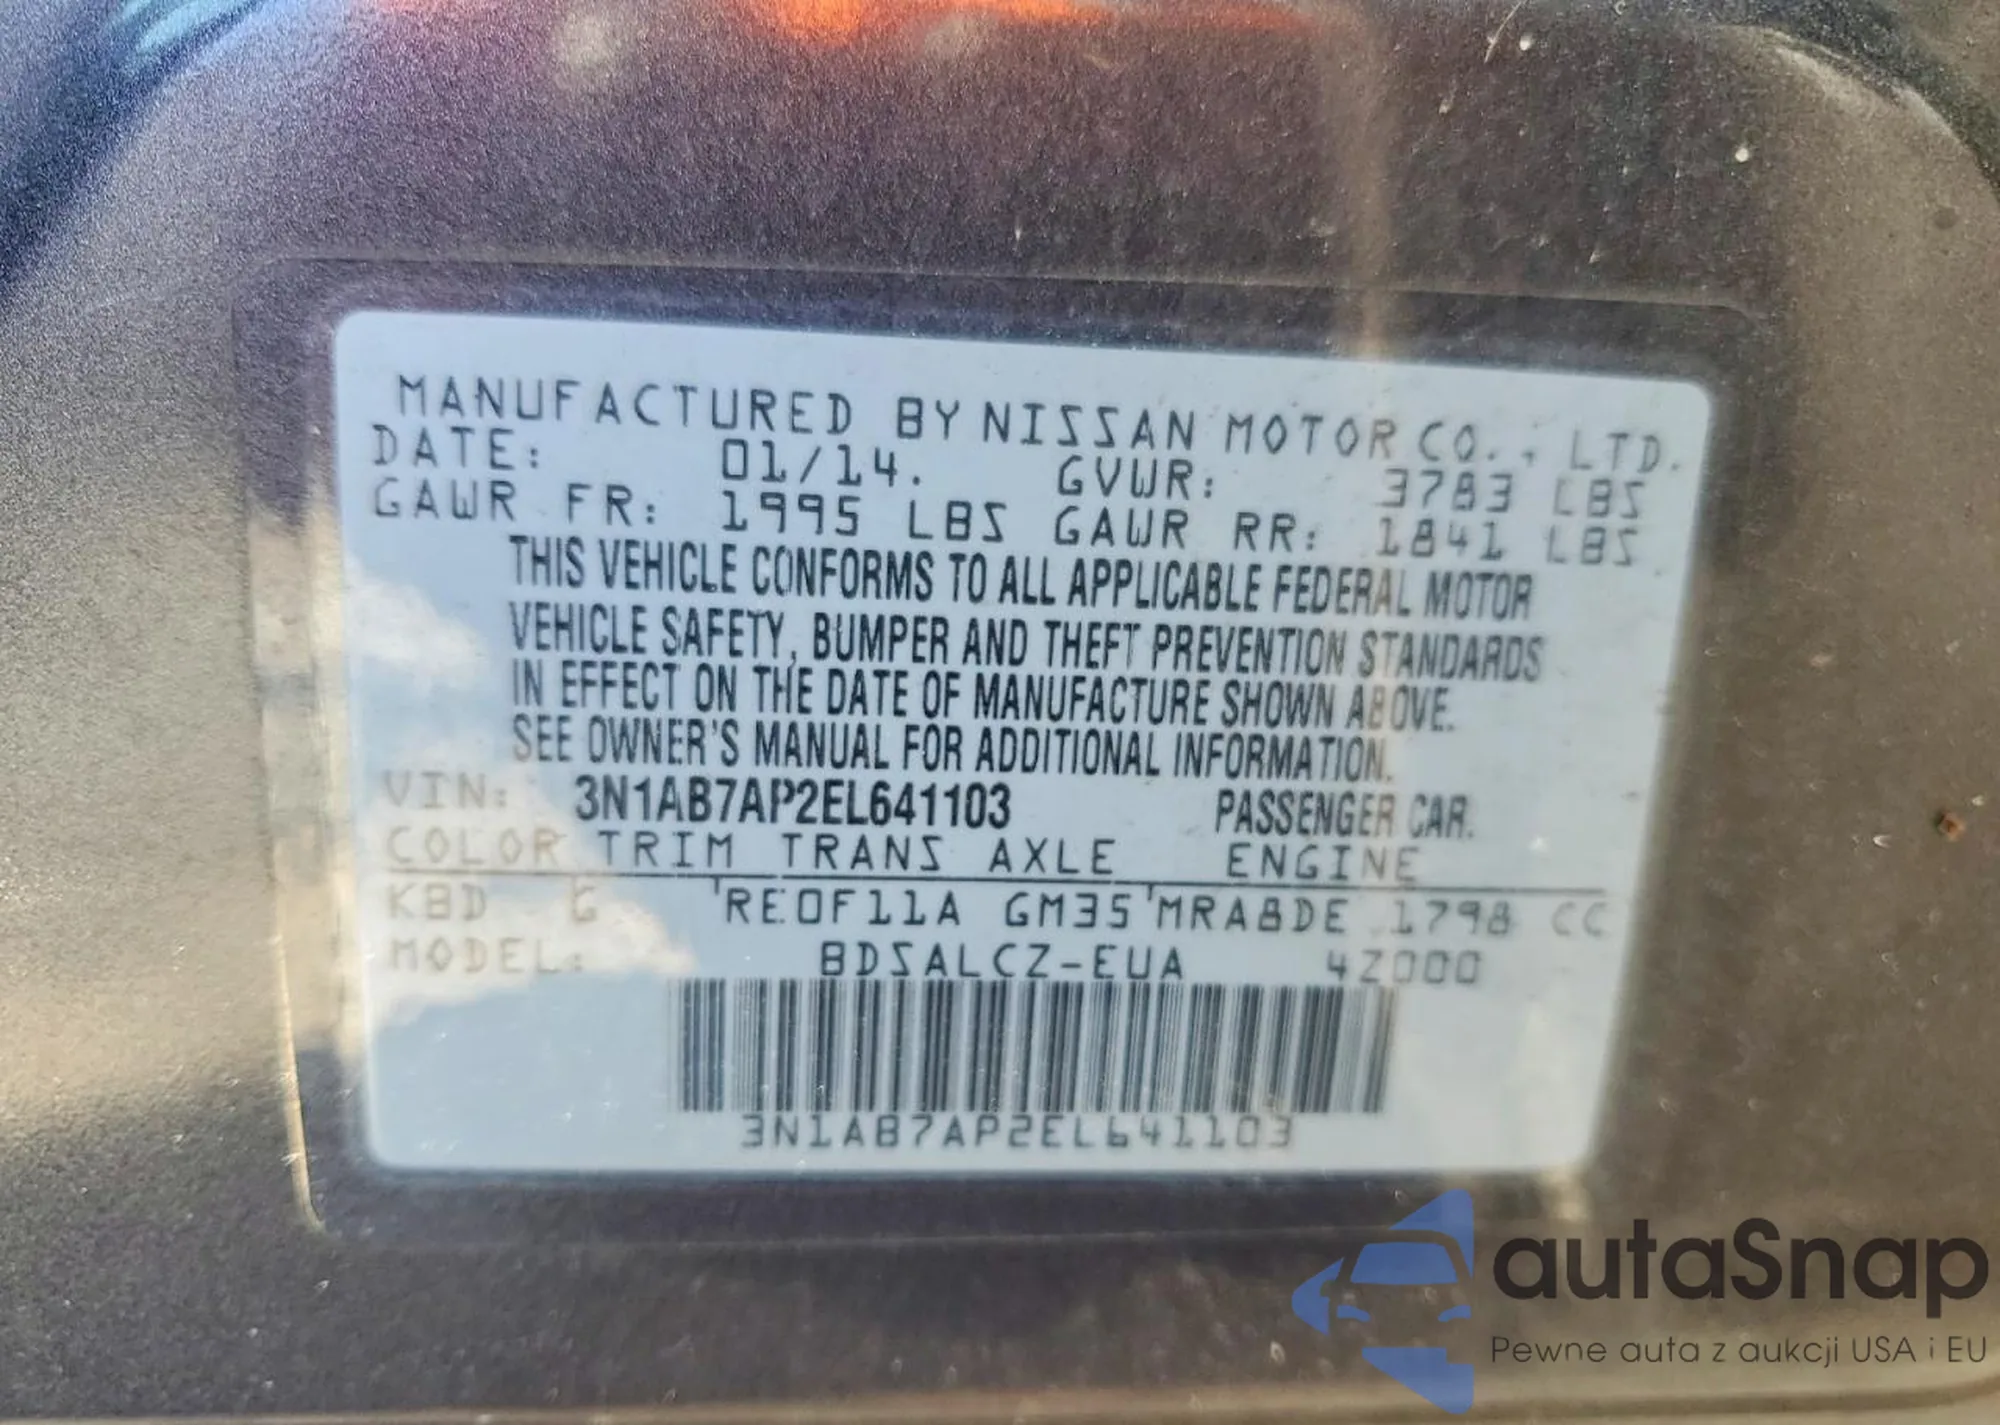 MANUFACTURED BY NISSAN MOTOR CO., LTD.
DATE: 01/14. GVWR: 3783 LBS
GAWR FR: 1995 LBS GAWR RR: 1841 LBS
THIS VEHICLE CONFORMS TO ALL APPLICABLE FEDERAL MOTOR
VEHICLE SAFETY, BUMPER AND THEFT PREVENTION STANDARDS
IN EFFECT ON THE DATE OF MANUFACTURE SHOWN ABOVE.
SEE OWNER'S MANUAL FOR ADDITIONAL INFORMATION.
VIN: 3N1AB7AP2EL641103 PASSENGER CAR.
COLOR TRIM TRANS AXLE ENGINE
KBD G RE0F11A GM35 MRA8DE 1798 CC
MODEL: BDSALCZ-EUA 4Z000
3N1AB7AP2EL641103
autaSnap
Pewne auta z aukcji USA i EU